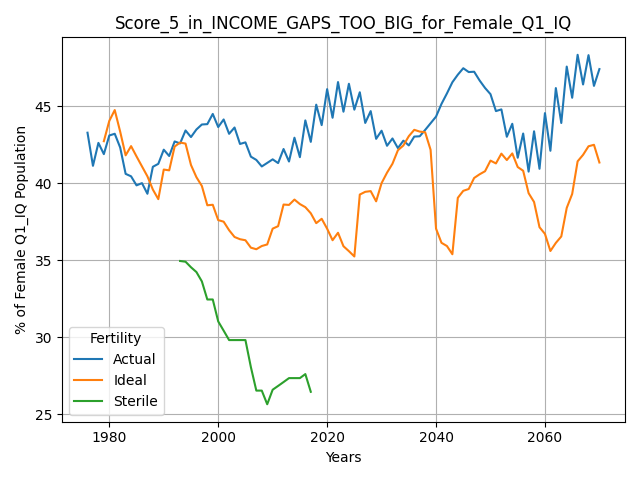 Score_5_in_INCOME_GAPS_TOO_BIG_for_Female_Q1_IQ
% of Female Q1_IQ Population
45
40
35
30
25
Fertility
Actual
Ideal
Sterile
1980 2000 2020 2040 2060
Years